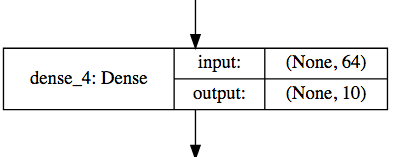 dense_4: Dense
input:
(None, 64)
output:
(None, 10)